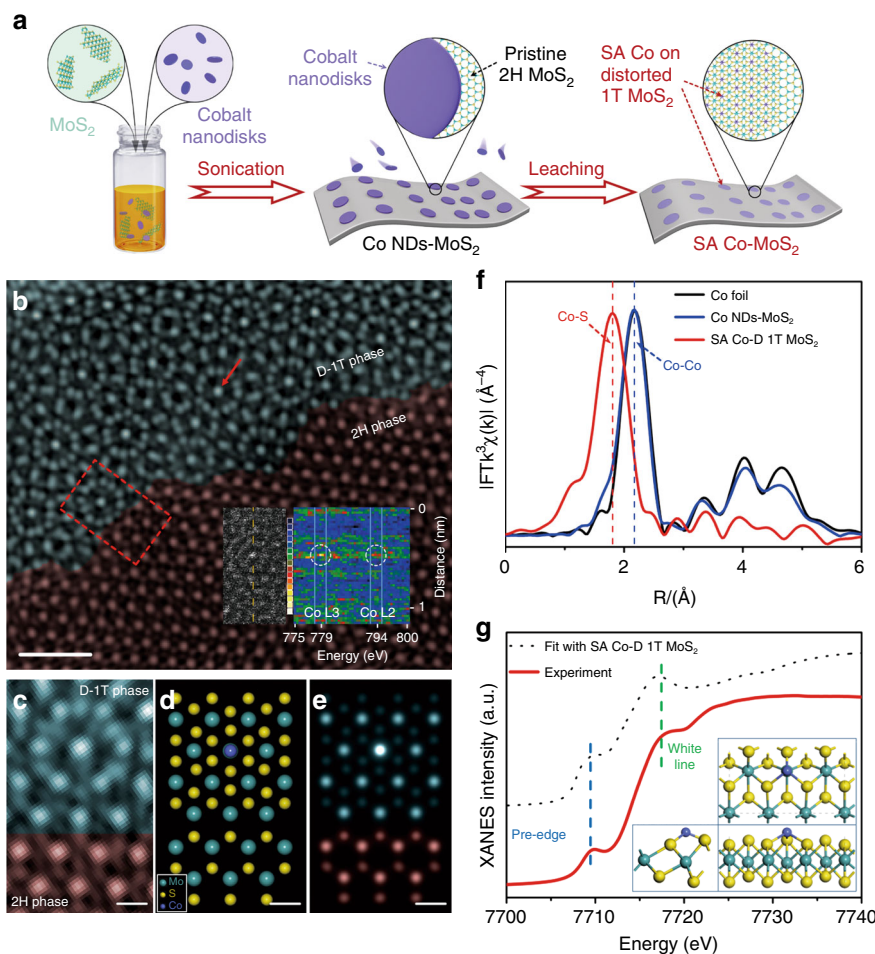 a
MoS₂
Cobalt
nanodisks
Sonication
Cobalt
nanodisks
Pristine
2H MoS₂
Co NDs-MoS₂
Leaching
SA Co on
distorted
1T MoS₂
SA Co-MoS₂
b
D-1T phase
2H phase
Co L3
Co L2
775
779
794
800
Energy (eV)
0
1
Distance (nm)
c
D-1T phase
2H phase
d
Mo
S
Co
e
f
Co-S
Co-Co
Co foil
Co NDs-MoS₂
SA Co-D 1T MoS₂
|FTk³χ(k)| (Å⁻⁴)
0
2
4
6
R/(Å)
g
Fit with SA Co-D 1T MoS₂
Experiment
White
line
Pre-edge
XANES intensity (a.u.)
7700
7710
7720
7730
7740
Energy (eV)